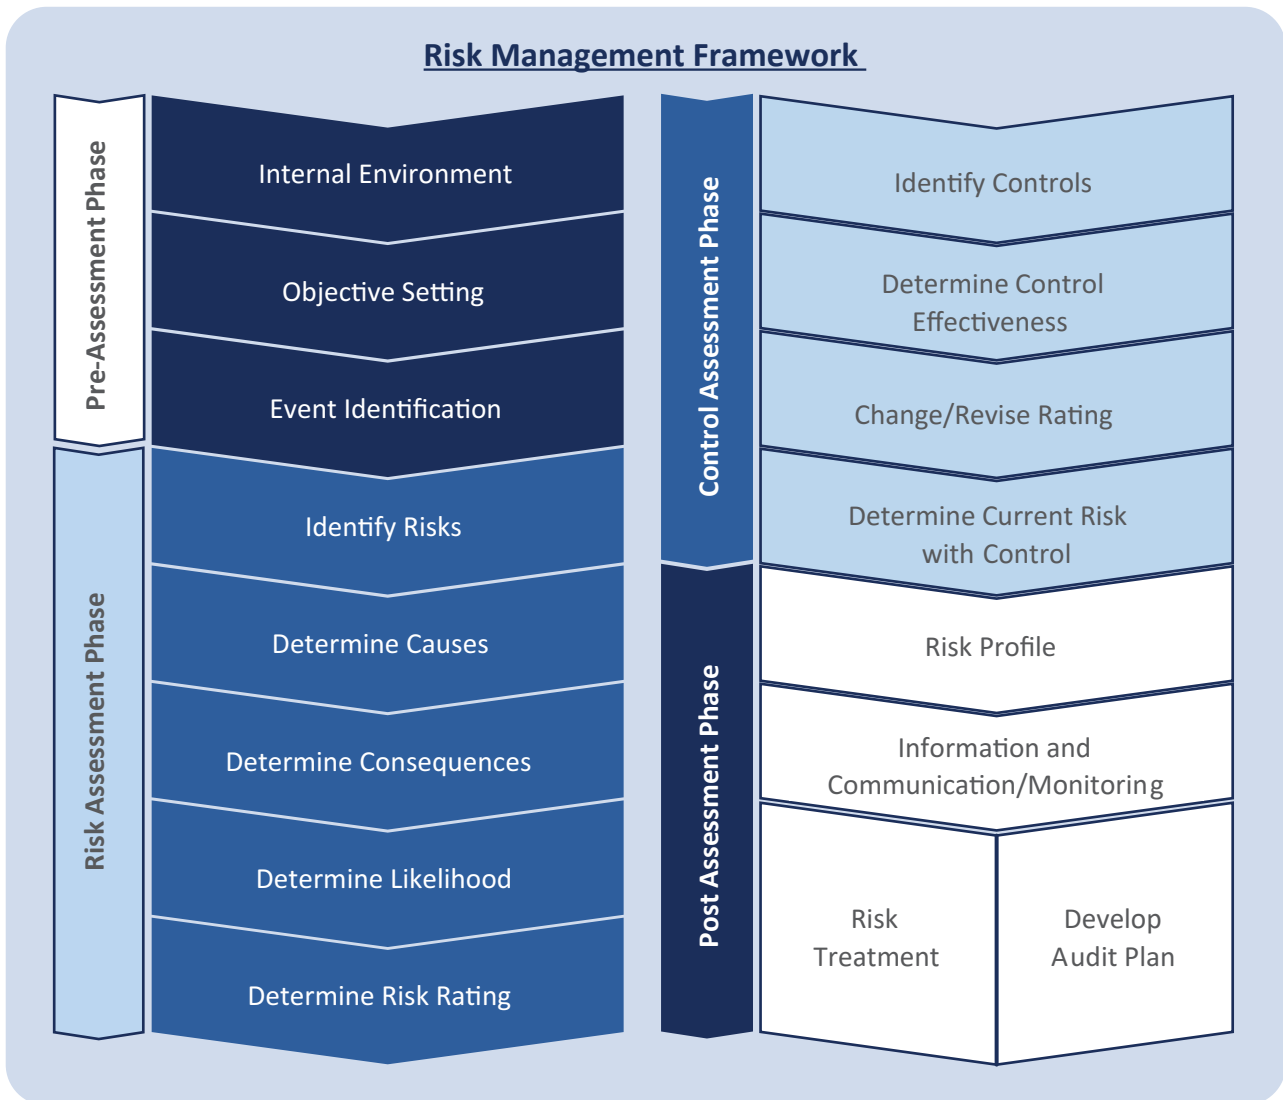 Risk Management Framework
Pre-Assessment Phase
Internal Environment
Objective Setting
Event Identification
Risk Assessment Phase
Identify Risks
Determine Causes
Determine Consequences
Determine Likelihood
Determine Risk Rating
Control Assessment Phase
Identify Controls
Determine Control
Effectiveness
Change/Revise Rating
Determine Current Risk
with Control
Post Assessment Phase
Risk Profile
Information and
Communication/Monitoring
Risk
Treatment
Develop
Audit Plan